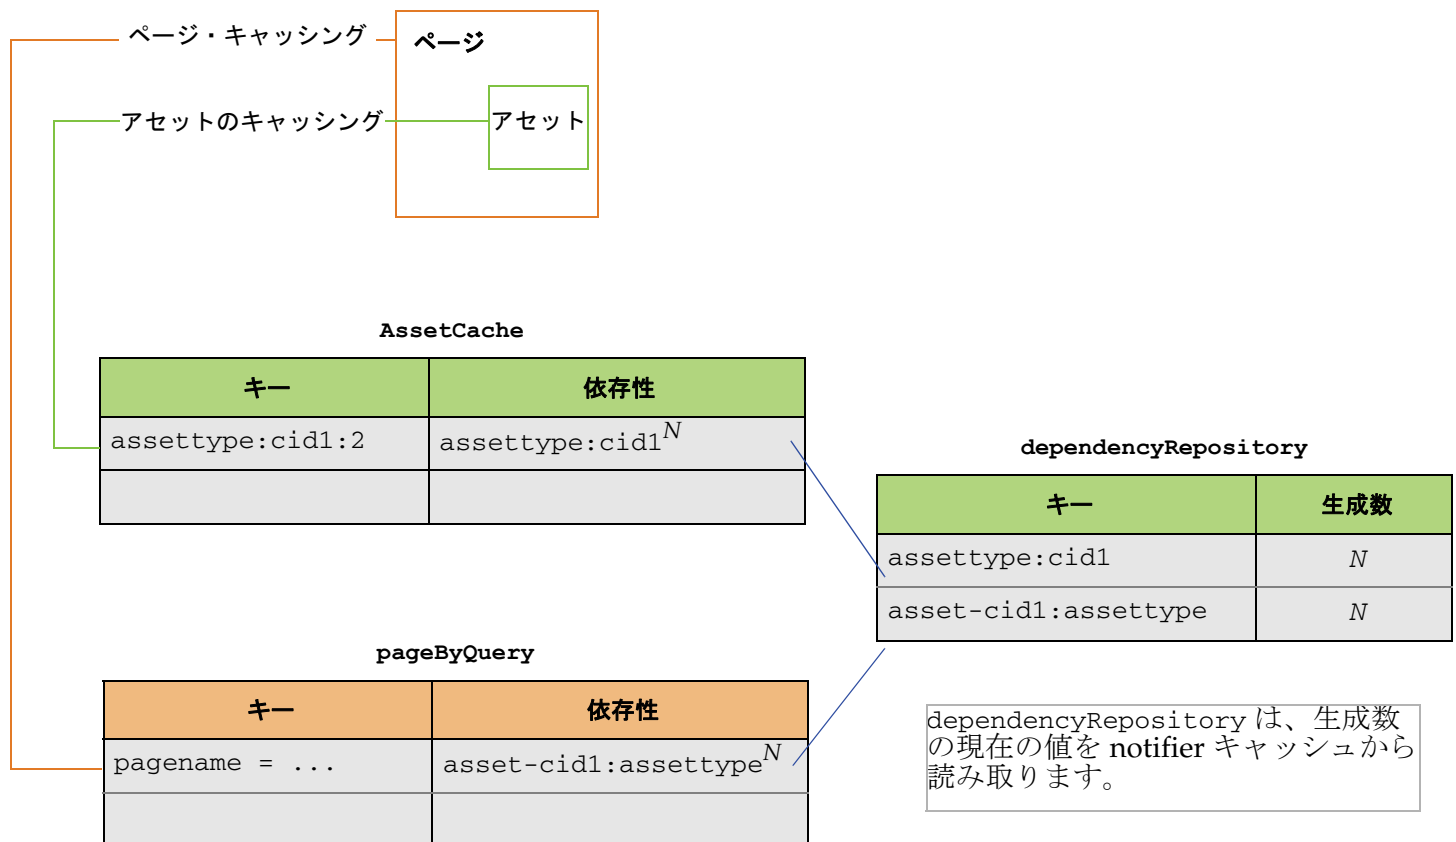 ページ・キャッシング
ページ
アセットのキャッシング
アセット
AssetCache
キー 依存性
assettype:cid1:2 assettype:cid1N
dependencyRepository
キー 生成数
assettype:cid1 N
asset-cid1:assettype N
pageByQuery
キー 依存性
pagename = ... asset-cid1:assettypeN
dependencyRepository は、生成数
の現在の値を notifier キャッシュから
読み取ります。